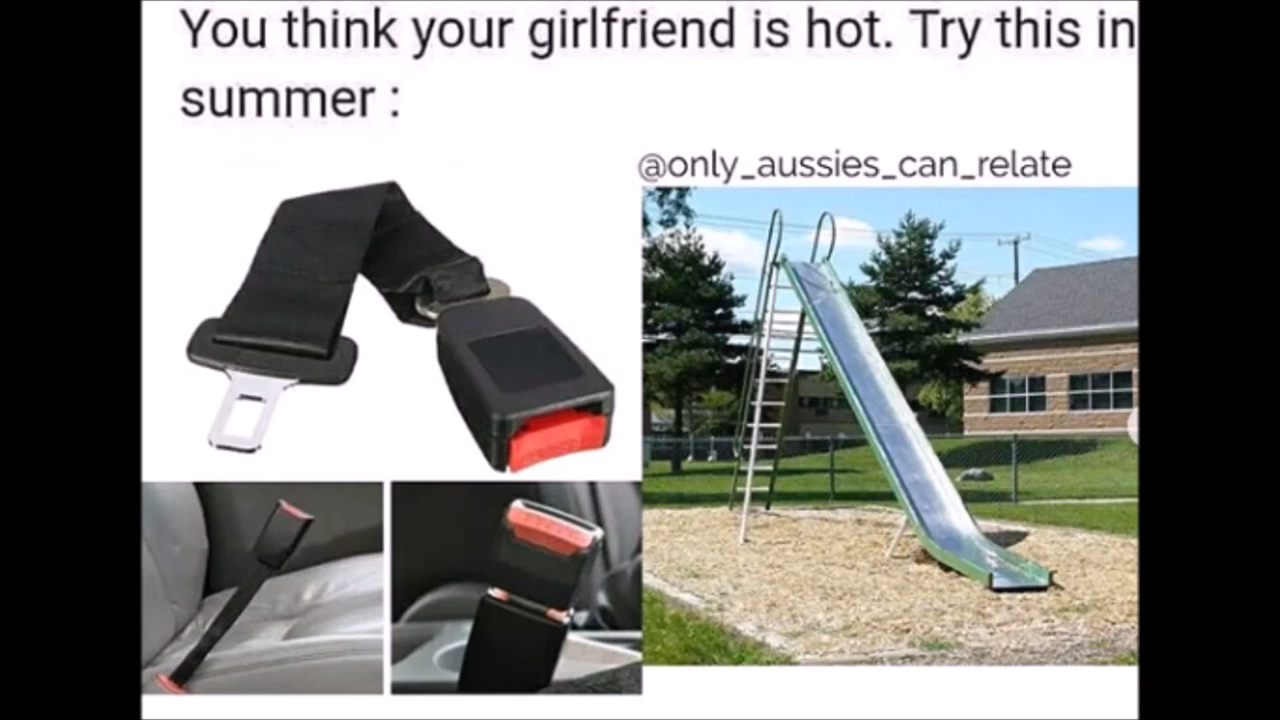 You think your girlfriend is hot. Try this in
summer :
@only_aussies_can_relate